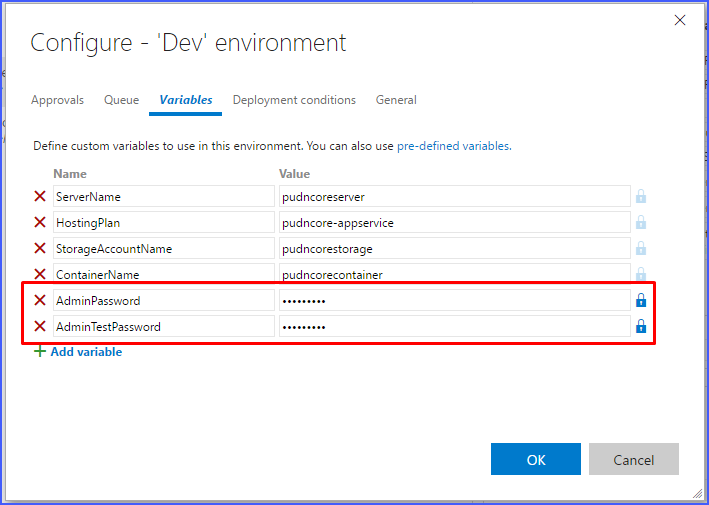 Configure - 'Dev' environment
Approvals Queue Variables Deployment conditions General
Define custom variables to use in this environment. You can also use pre-defined variables.
Name Value
ServerName pudncoreserver
HostingPlan pudncore-appservice
StorageAccountName pudncorestorage
ContainerName pudncorecontainer
AdminPassword •••••••••
AdminTestPassword •••••••••
Add variable
OK Cancel